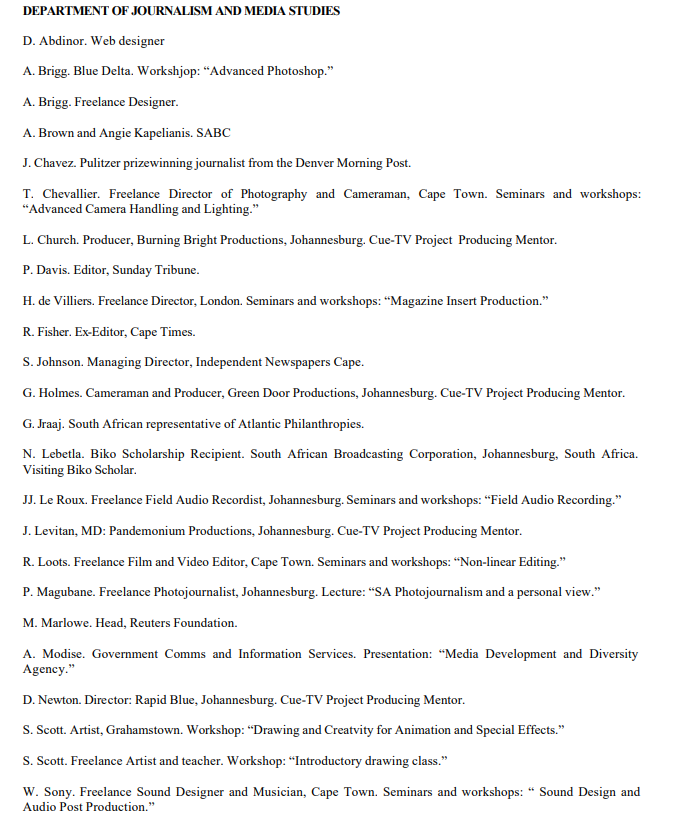 DEPARTMENT OF JOURNALISM AND MEDIA STUDIES
D. Abdinor. Web designer
A. Brigg. Blue Delta. Workshjop: “Advanced Photoshop.”
A. Brigg. Freelance Designer.
A. Brown and Angie Kapelianis. SABC
J. Chavez. Pulitzer prizewinning journalist from the Denver Morning Post.
T. Chevallier. Freelance Director of Photography and Cameraman, Cape Town. Seminars and workshops:
“Advanced Camera Handling and Lighting.”
L. Church. Producer, Burning Bright Productions, Johannesburg. Cue-TV Project Producing Mentor.
P. Davis. Editor, Sunday Tribune.
H. de Villiers. Freelance Director, London. Seminars and workshops: “Magazine Insert Production.”
R. Fisher. Ex-Editor, Cape Times.
S. Johnson. Managing Director, Independent Newspapers Cape.
G. Holmes. Cameraman and Producer, Green Door Productions, Johannesburg. Cue-TV Project Producing Mentor.
G. Jraaj. South African representative of Atlantic Philanthropies.
N. Lebetla. Biko Scholarship Recipient. South African Broadcasting Corporation, Johannesburg, South Africa.
Visiting Biko Scholar.
JJ. Le Roux. Freelance Field Audio Recordist, Johannesburg. Seminars and workshops: “Field Audio Recording.”
J. Levitan, MD: Pandemonium Productions, Johannesburg. Cue-TV Project Producing Mentor.
R. Loots. Freelance Film and Video Editor, Cape Town. Seminars and workshops: “Non-linear Editing.”
P. Magubane. Freelance Photojournalist, Johannesburg. Lecture: “SA Photojournalism and a personal view.”
M. Marlowe. Head, Reuters Foundation.
A. Modise. Government Comms and Information Services. Presentation: “Media Development and Diversity
Agency.”
D. Newton. Director: Rapid Blue, Johannesburg. Cue-TV Project Producing Mentor.
S. Scott. Artist, Grahamstown. Workshop: “Drawing and Creatvity for Animation and Special Effects.”
S. Scott. Freelance Artist and teacher. Workshop: “Introductory drawing class.”
W. Sony. Freelance Sound Designer and Musician, Cape Town. Seminars and workshops: “ Sound Design and
Audio Post Production.”